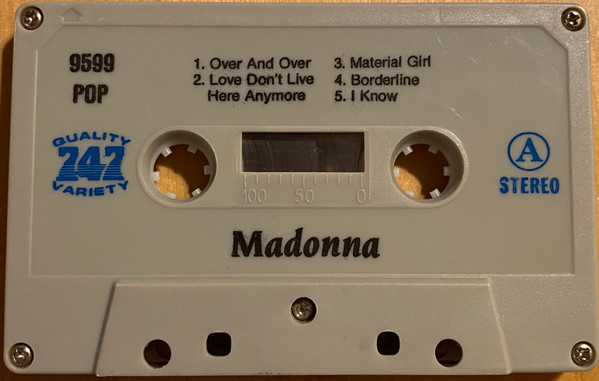 9599
POP
1. Over And Over
2. Love Don't Live
Here Anymore
3. Material Girl
4. Borderline
5. I Know
QUALITY
747
VARIETY
100 50 0
A
STEREO
Madonna